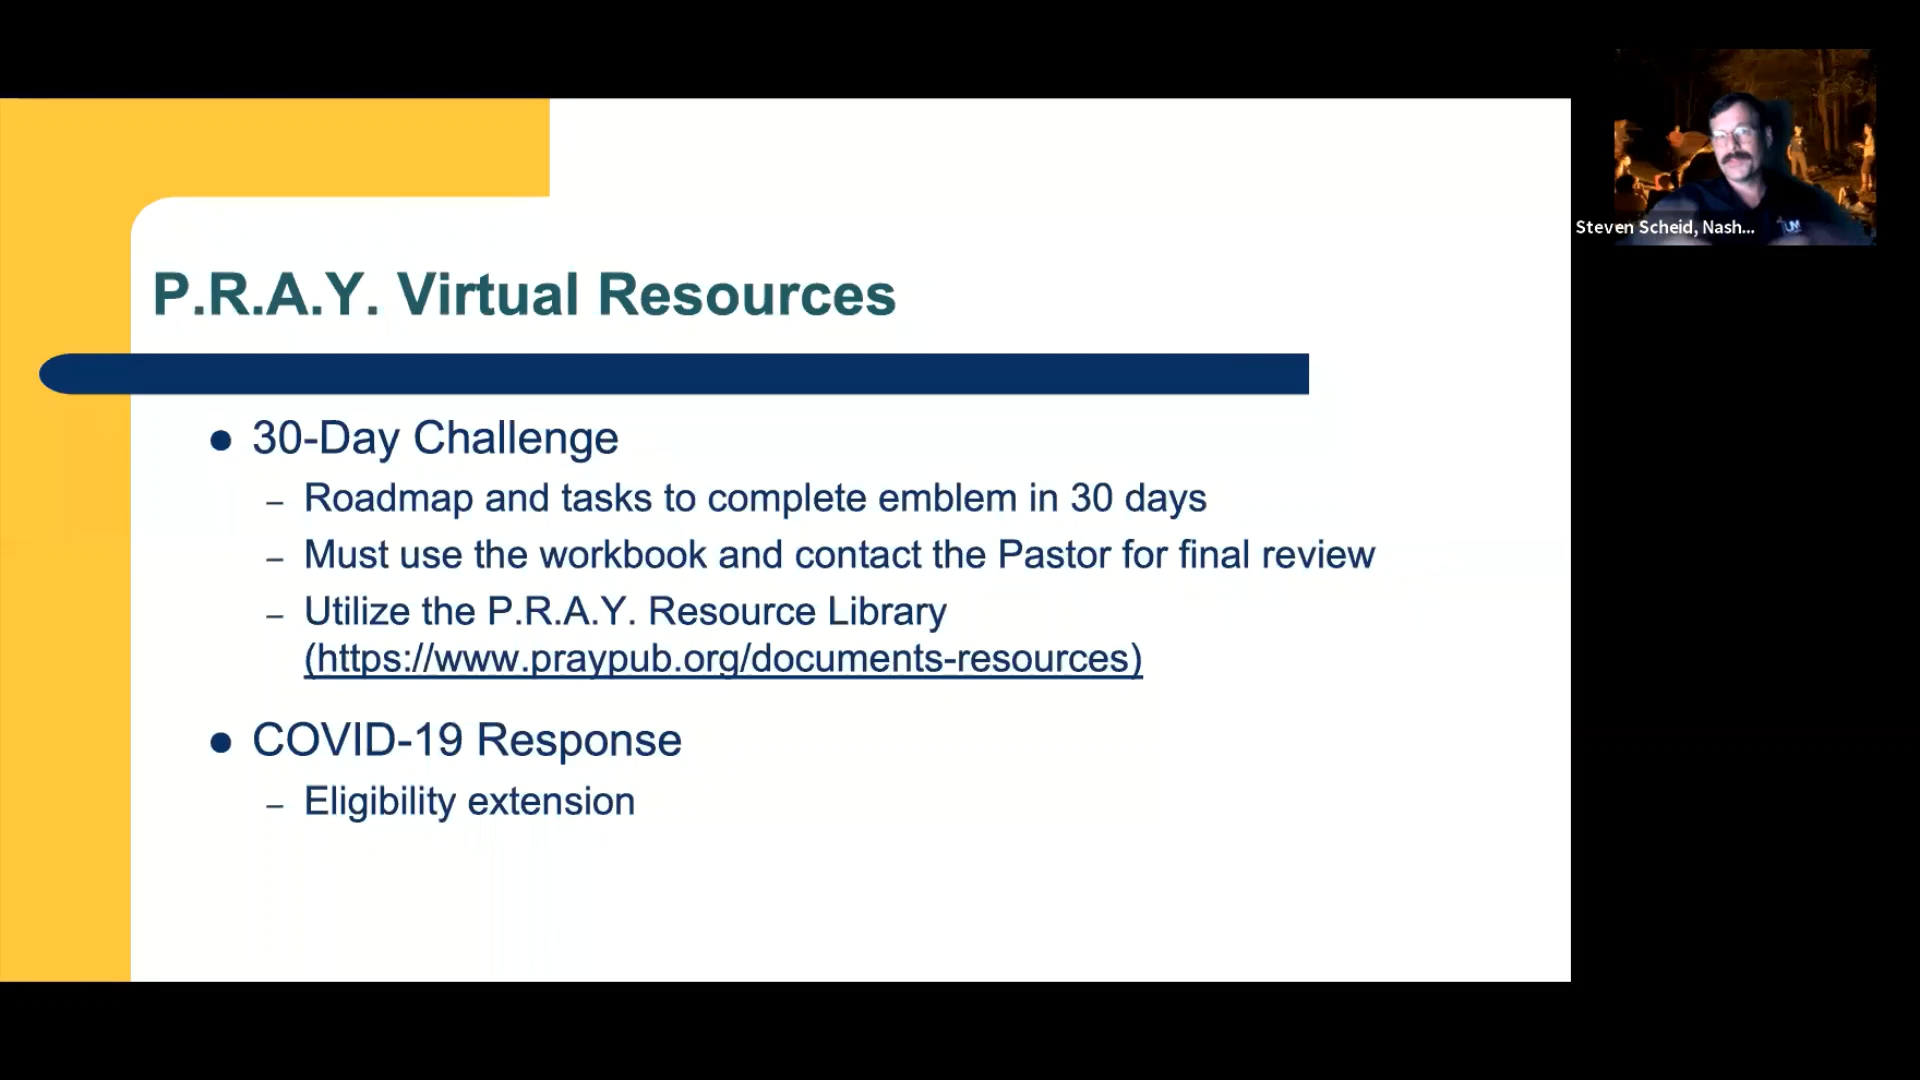 P.R.A.Y. Virtual Resources
● 30-Day Challenge
– Roadmap and tasks to complete emblem in 30 days
– Must use the workbook and contact the Pastor for final review
– Utilize the P.R.A.Y. Resource Library
(https://www.praypub.org/documents-resources)
● COVID-19 Response
– Eligibility extension
Steven Scheid, Nash...
UM